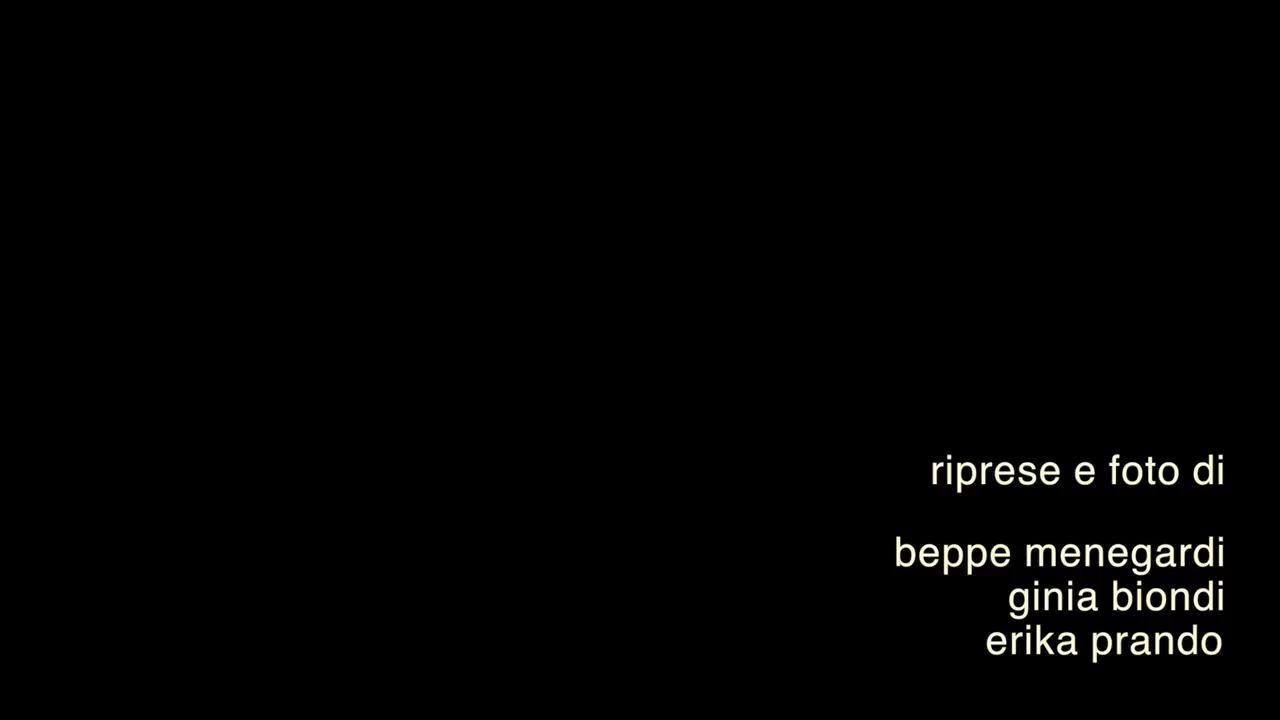 riprese e foto di
beppe menegardi
ginia biondi
erika prando